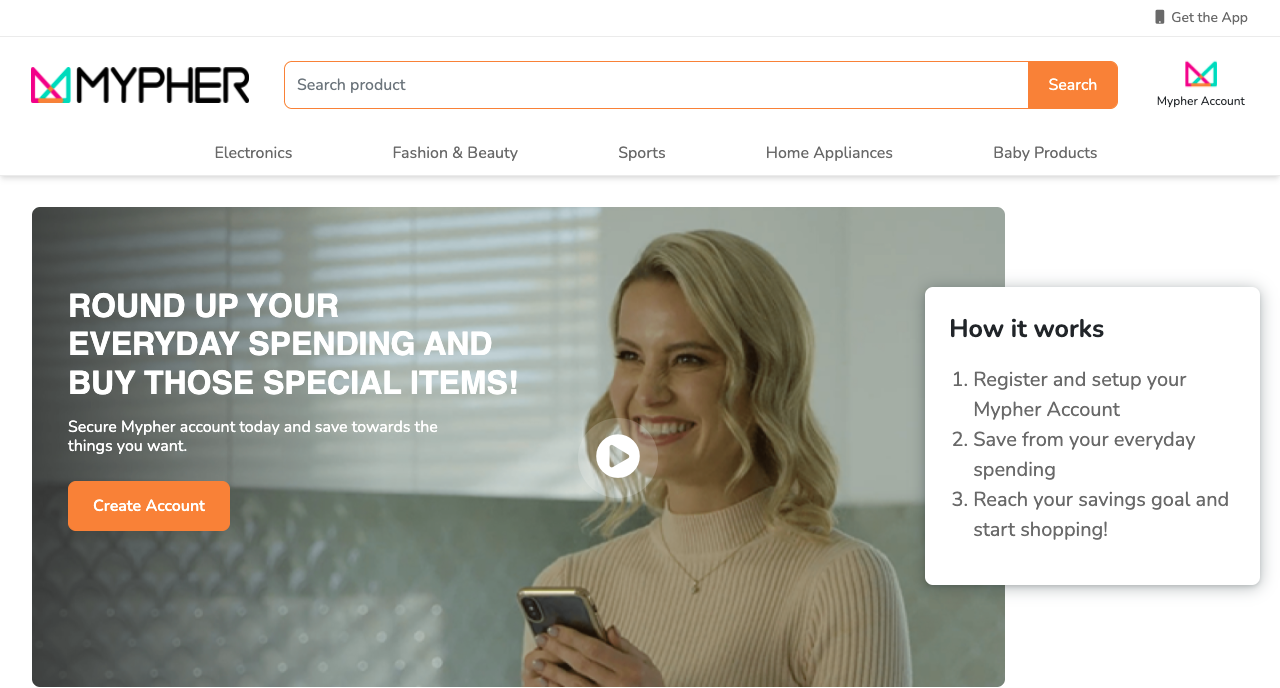 Get the App
MYPHER
Search product
Search
Mypher Account
Electronics
Fashion & Beauty
Sports
Home Appliances
Baby Products
ROUND UP YOUR
EVERYDAY SPENDING AND
BUY THOSE SPECIAL ITEMS!
Secure Mypher account today and save towards the
things you want.
Create Account
How it works
1. Register and setup your
Mypher Account
2. Save from your everyday
spending
3. Reach your savings goal and
start shopping!